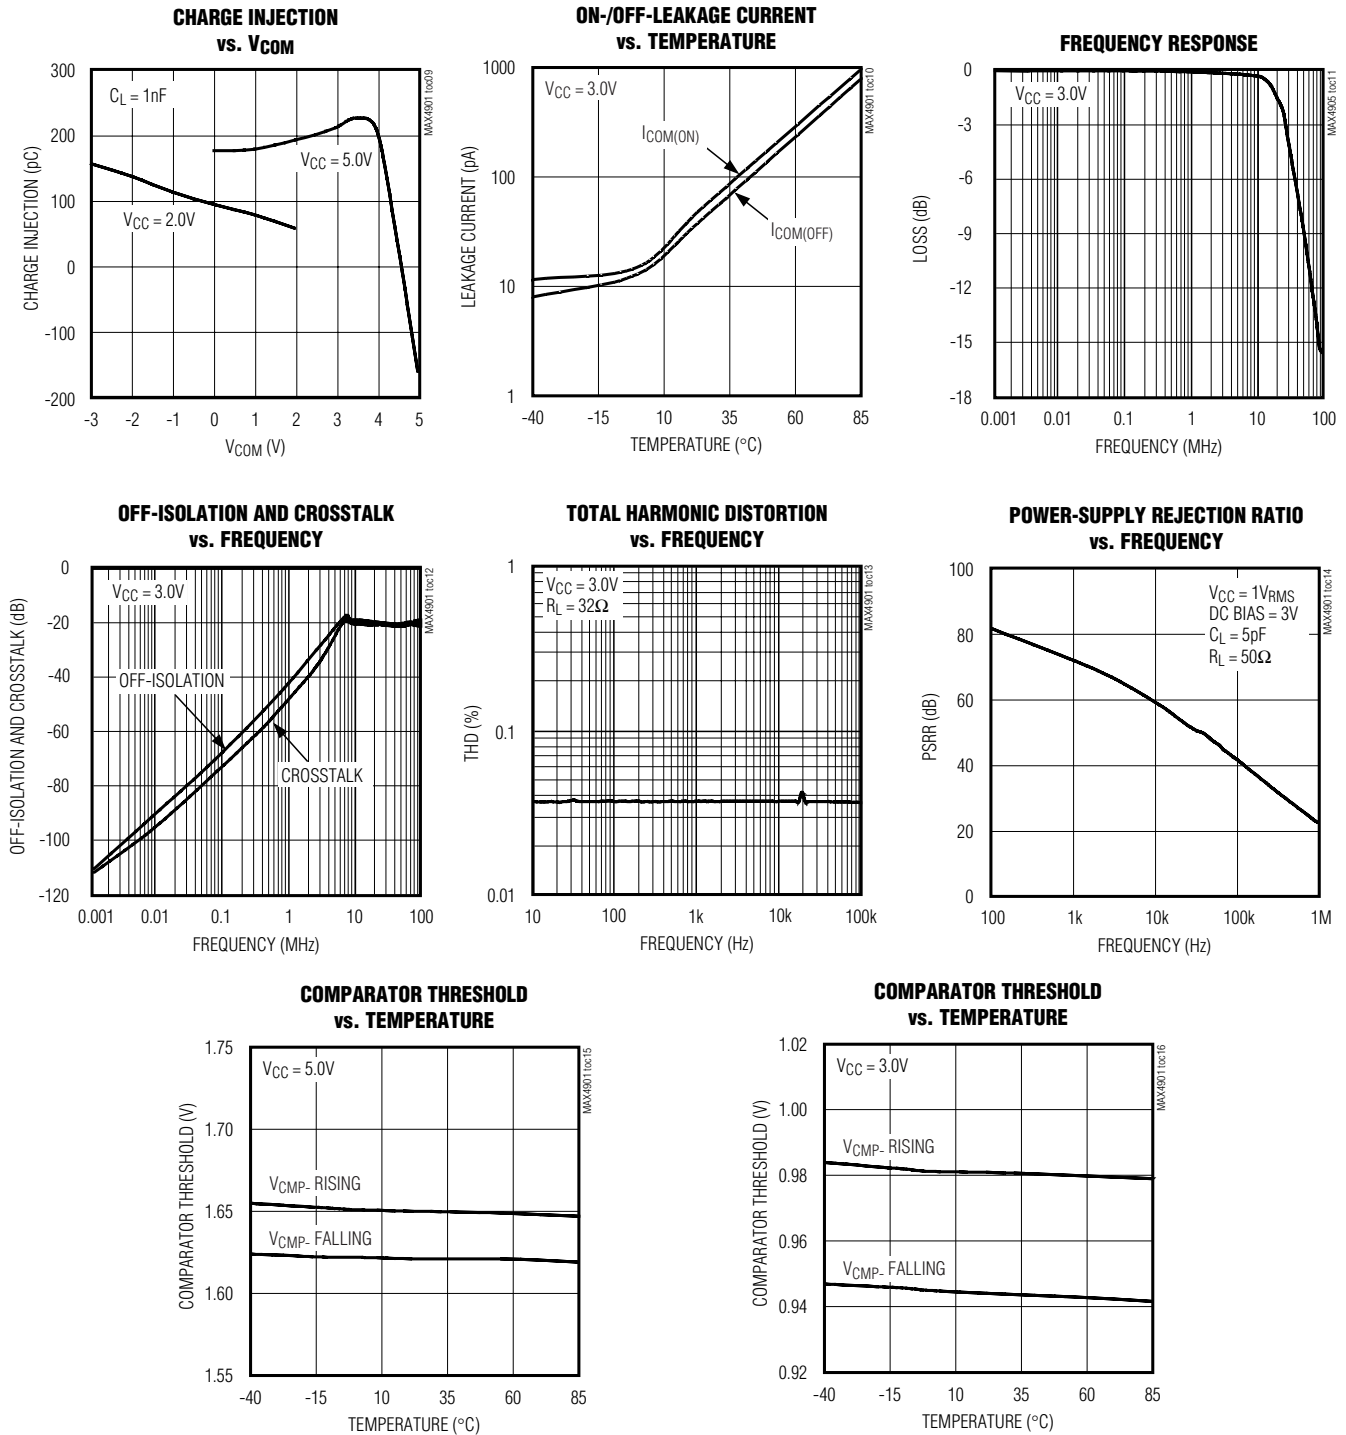 CHARGE INJECTION
vs. VCOM
300
200
100
0
-100
-200
CHARGE INJECTION (pC)
CL = 1nF
VCC = 5.0V
VCC = 2.0V
MAX4901 toc09
-3 -2 -1 0 1 2 3 4 5
VCOM (V)
ON-/OFF-LEAKAGE CURRENT
vs. TEMPERATURE
1000
100
10
1
LEAKAGE CURRENT (pA)
VCC = 3.0V
ICOM(ON)
ICOM(OFF)
MAX4901 toc10
-40 -15 10 35 60 85
TEMPERATURE (°C)
FREQUENCY RESPONSE
0
-3
-6
-9
-12
-15
-18
LOSS (dB)
VCC = 3.0V
MAX4905 toc11
0.001 0.01 0.1 1 10 100
FREQUENCY (MHz)
OFF-ISOLATION AND CROSSTALK
vs. FREQUENCY
0
-20
-40
-60
-80
-100
-120
OFF-ISOLATION AND CROSSTALK (dB)
VCC = 3.0V
OFF-ISOLATION
CROSSTALK
MAX4901 toc12
0.001 0.01 0.1 1 10 100
FREQUENCY (MHz)
TOTAL HARMONIC DISTORTION
vs. FREQUENCY
1
0.1
0.01
THD (%)
VCC = 3.0V
RL = 32Ω
MAX4901 toc13
10 100 1k 10k 100k
FREQUENCY (Hz)
POWER-SUPPLY REJECTION RATIO
vs. FREQUENCY
100
80
60
40
20
0
PSRR (dB)
VCC = 1VRMS
DC BIAS = 3V
CL = 5pF
RL = 50Ω
MAX4901 toc14
100 1k 10k 100k 1M
FREQUENCY (Hz)
COMPARATOR THRESHOLD
vs. TEMPERATURE
1.75
1.70
1.65
1.60
1.55
COMPARATOR THRESHOLD (V)
VCC = 5.0V
VCMP- RISING
VCMP- FALLING
MAX4901 toc15
-40 -15 10 35 60 85
TEMPERATURE (°C)
COMPARATOR THRESHOLD
vs. TEMPERATURE
1.02
1.00
0.98
0.96
0.94
0.92
COMPARATOR THRESHOLD (V)
VCC = 3.0V
VCMP- RISING
VCMP- FALLING
MAX4901 toc16
-40 -15 10 35 60 85
TEMPERATURE (°C)